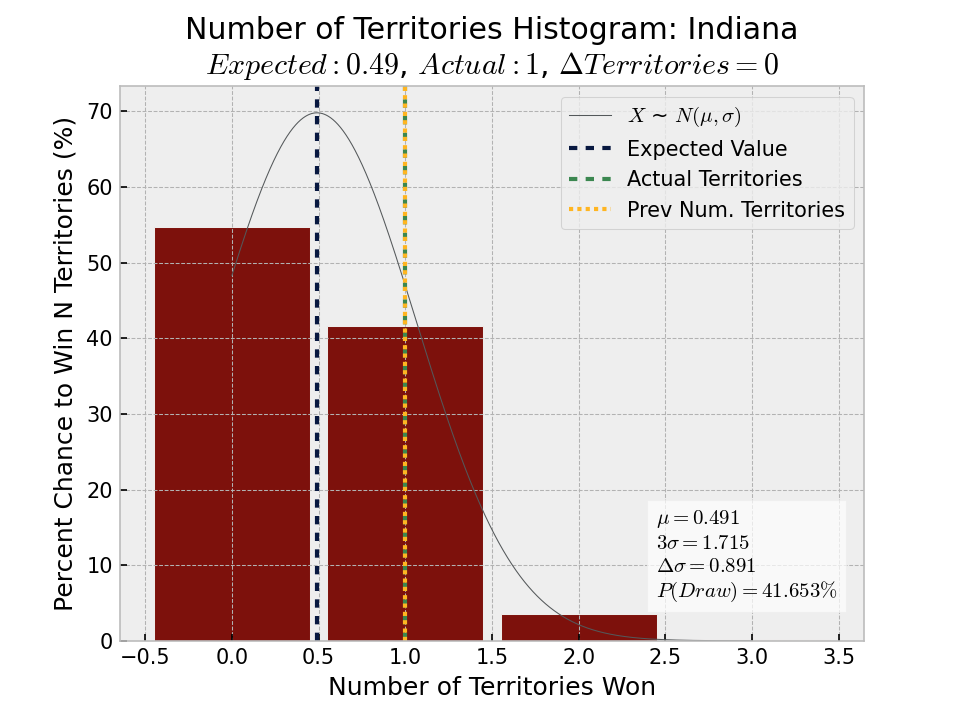 Number of Territories Histogram: Indiana
Expected: 0.49, Actual: 1, ΔTerritories = 0
Percent Chance to Win N Territories (%)
70
60
50
40
30
20
10
0
X ~ N(μ, σ)
Expected Value
Actual Territories
Prev Num. Territories
μ = 0.491
3σ = 1.715
Δσ = 0.891
P(Draw) = 41.653%
−0.5 0.0 0.5 1.0 1.5 2.0 2.5 3.0 3.5
Number of Territories Won